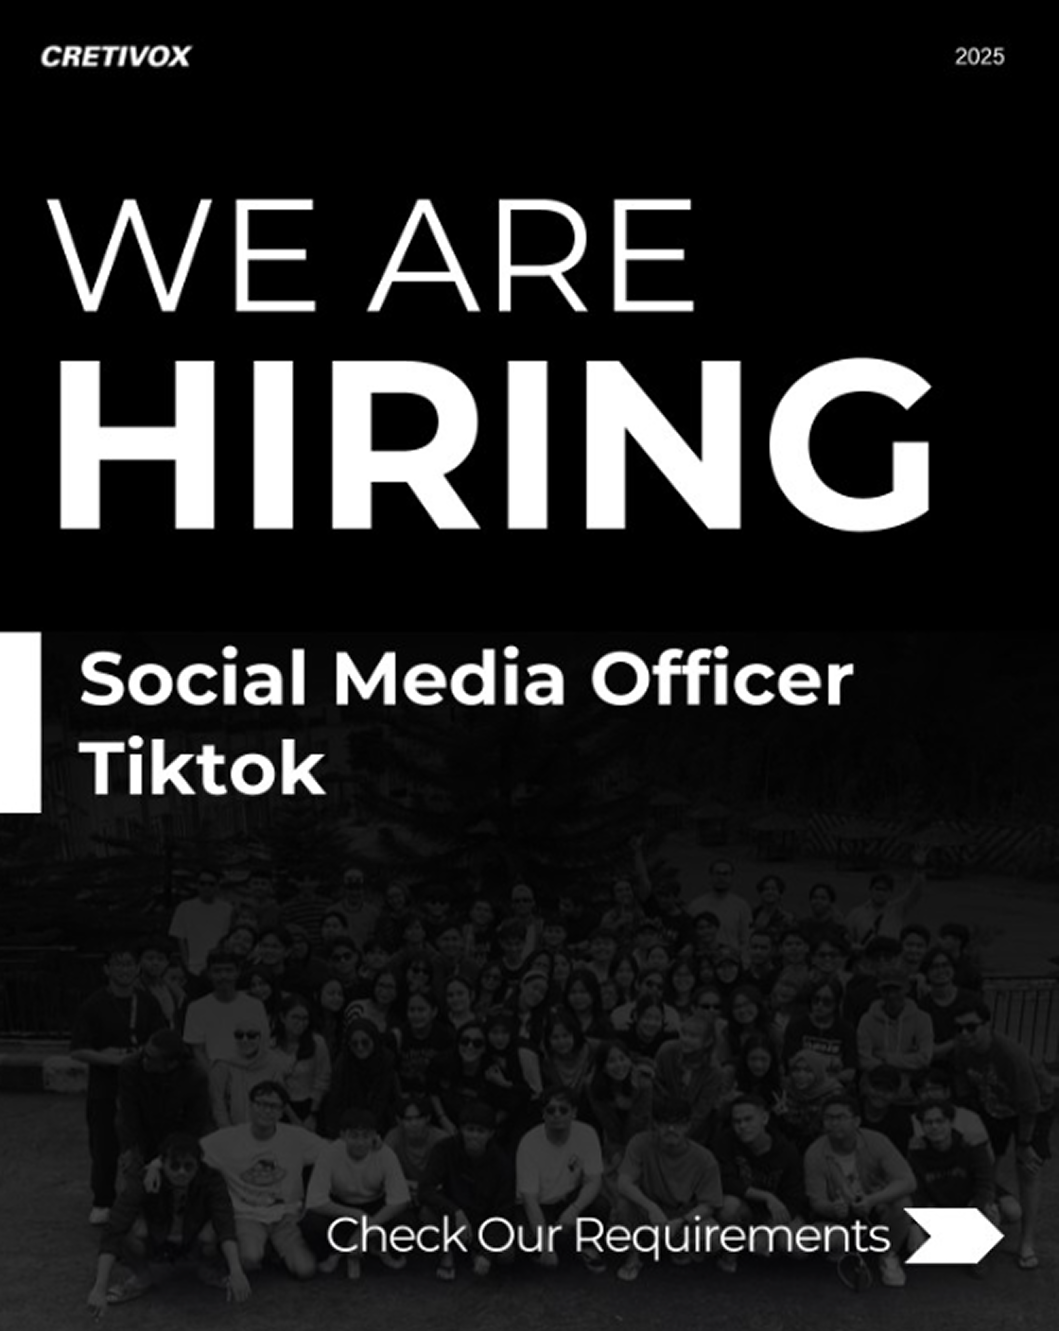 CRETIVOX
2025
WE ARE
HIRING
Social Media Officer
Tiktok
Check Our Requirements